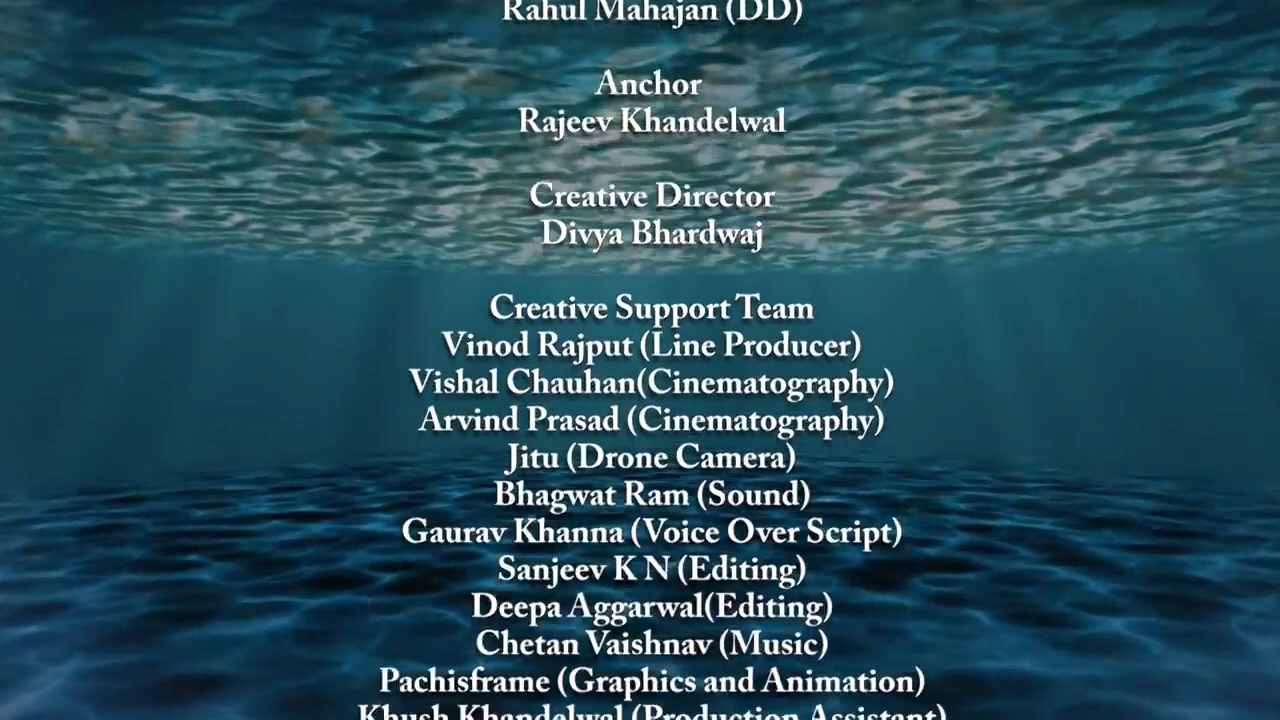 Rahul Mahajan (DD)
Anchor
Rajeev Khandelwal
Creative Director
Divya Bhardwaj
Creative Support Team
Vinod Rajput (Line Producer)
Vishal Chauhan(Cinematography)
Arvind Prasad (Cinematography)
Jitu (Drone Camera)
Bhagwat Ram (Sound)
Gaurav Khanna (Voice Over Script)
Sanjeev K N (Editing)
Deepa Aggarwal(Editing)
Chetan Vaishnav (Music)
Pachisframe (Graphics and Animation)
Khush Khandelwal (Production Assistant)